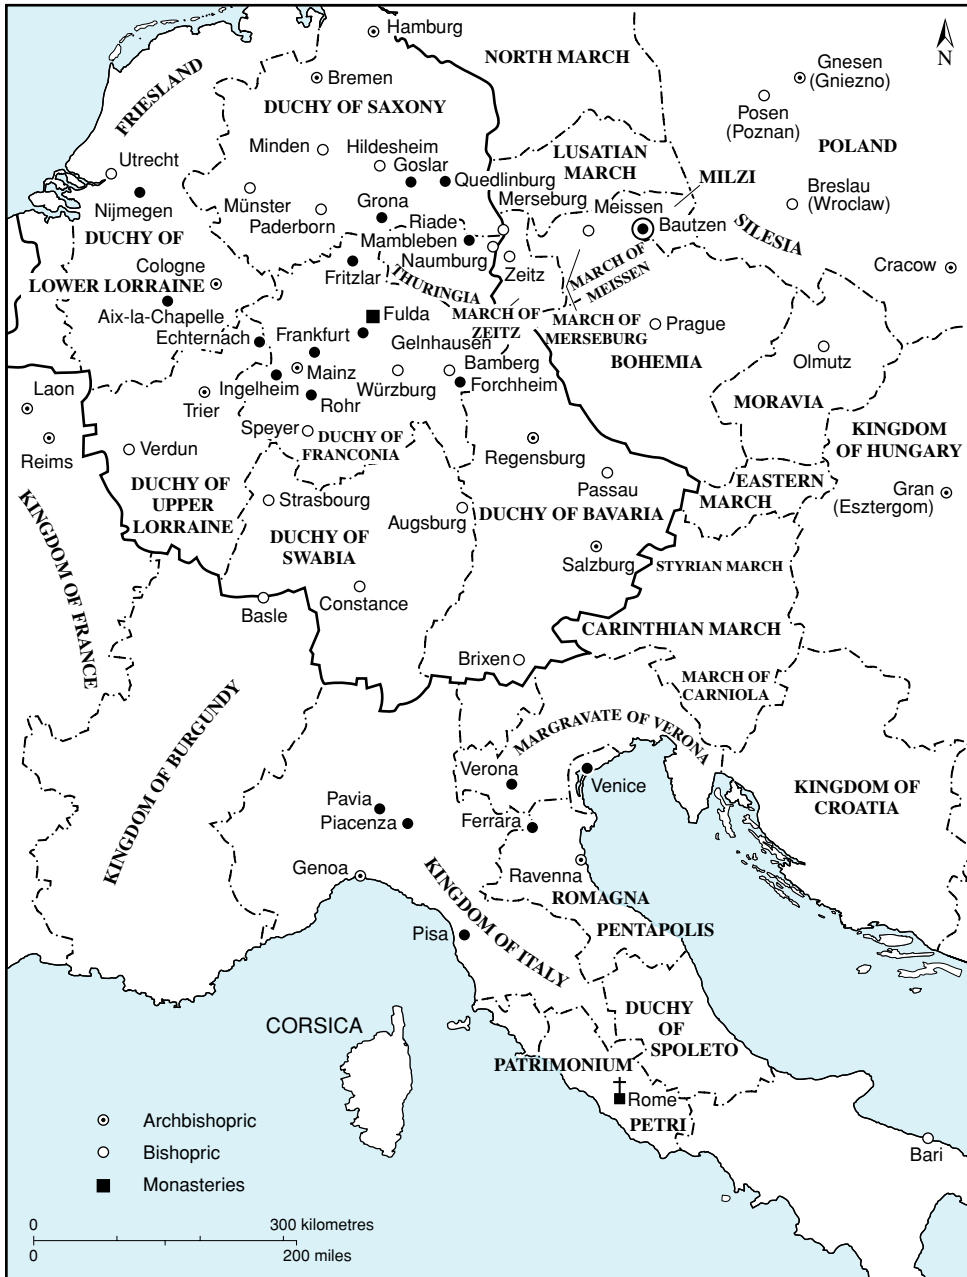 Hamburg
N
NORTH MARCH
Gnesen
(Gniezno)
FRIESLAND
Bremen
DUCHY OF SAXONY
Posen
(Poznan)
POLAND
Minden
Hildesheim
Goslar
LUSATIAN
MARCH
MILZI
Utrecht
Quedlinburg
Breslau
(Wroclaw)
Nijmegen
Münster
Paderborn
Grona
Riade
Merseburg
Meissen
Bautzen
SILESIA
DUCHY OF
LOWER LORRAINE
Mambleben
Naumburg
Zeitz
MARCH OF
MEISSEN
Cracow
Cologne
Fritzlar
THURINGIA
Aix-la-Chapelle
Fulda
MARCH OF
ZEITZ
MARCH OF
MERSEBURG
Prague
Echternach
Frankfurt
Gelnhausen
BOHEMIA
Olmutz
Laon
Ingelheim
Mainz
Würzburg
Bamberg
Forchheim
Trier
Rohr
MORAVIA
Reims
Speyer
DUCHY OF
FRANCONIA
Verdun
Regensburg
KINGDOM
OF HUNGARY
DUCHY OF
UPPER
LORRAINE
Passau
EASTERN
MARCH
Gran
(Esztergom)
Strasbourg
Augsburg
DUCHY OF BAVARIA
KINGDOM OF FRANCE
DUCHY OF
SWABIA
Salzburg
STYRIAN MARCH
Basle
Constance
CARINTHIAN MARCH
Brixen
MARCH OF
CARNIOLA
KINGDOM OF BURGUNDY
MARGRAVATE OF VERONA
Verona
Venice
KINGDOM OF
CROATIA
Pavia
Piacenza
Ferrara
Genoa
Ravenna
ROMAGNA
KINGDOM OF ITALY
PENTAPOLIS
Pisa
CORSICA
DUCHY
OF
SPOLETO
PATRIMONIUM
PETRI
Rome
Bari
Archbishopric
Bishopric
Monasteries
0 300 kilometres
0 200 miles